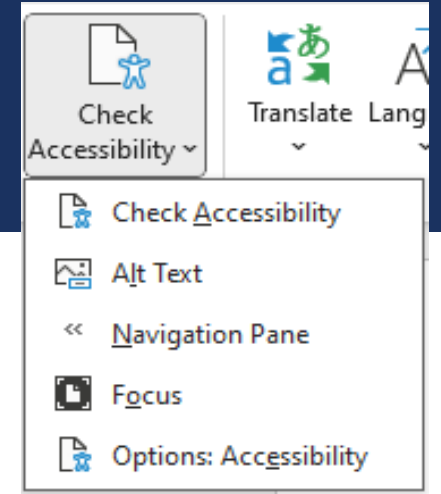 Check
Accessibility
Translate
Lang
Check Accessibility
Alt Text
Navigation Pane
Focus
Options: Accessibility